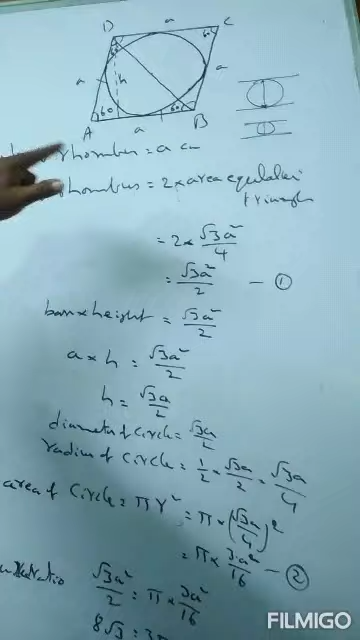 D a C
60
a h a
60 60
A a B
rhombus = a cm
rhombus = 2 × area equilateri
triangle
= 2 × √3a²/4
= √3a²/2 — ①
base × height = √3a²/2
a × h = √3a²/2
h = √3a/2
diameter of circle = √3a/2
radius of circle = 1/2 × √3a/2 = √3a/4
area of circle = πr² = π × (√3a/4)²
= π × 3a²/16 — ②
√3a²/2 : π × 3a²/16
8√3 : 3π
FILMIGO